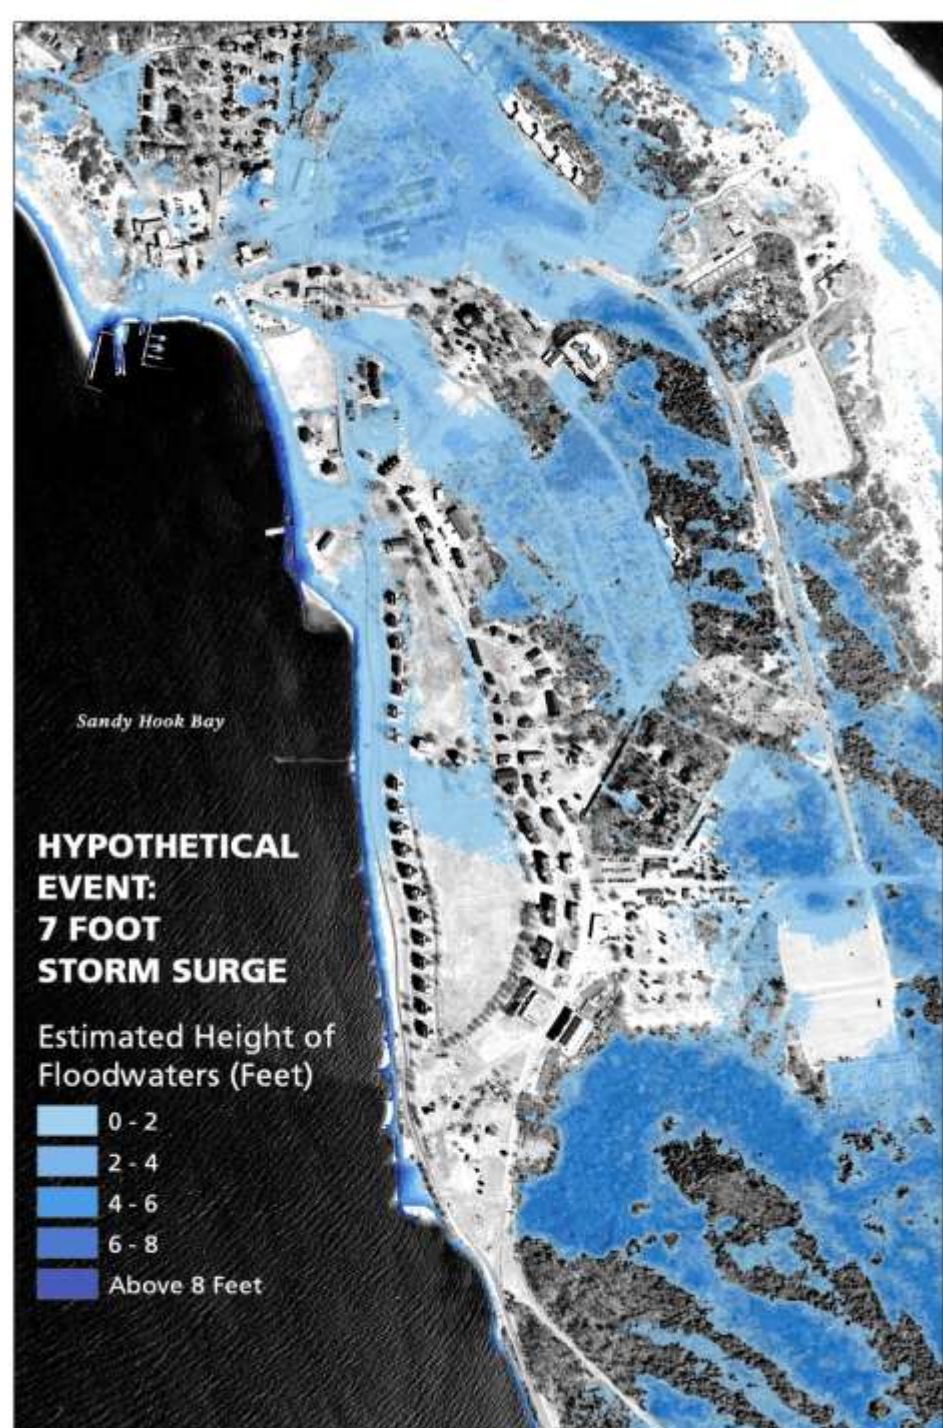 Sandy Hook Bay
HYPOTHETICAL
EVENT:
7 FOOT
STORM SURGE
Estimated Height of
Floodwaters (Feet)
0 - 2
2 - 4
4 - 6
6 - 8
Above 8 Feet